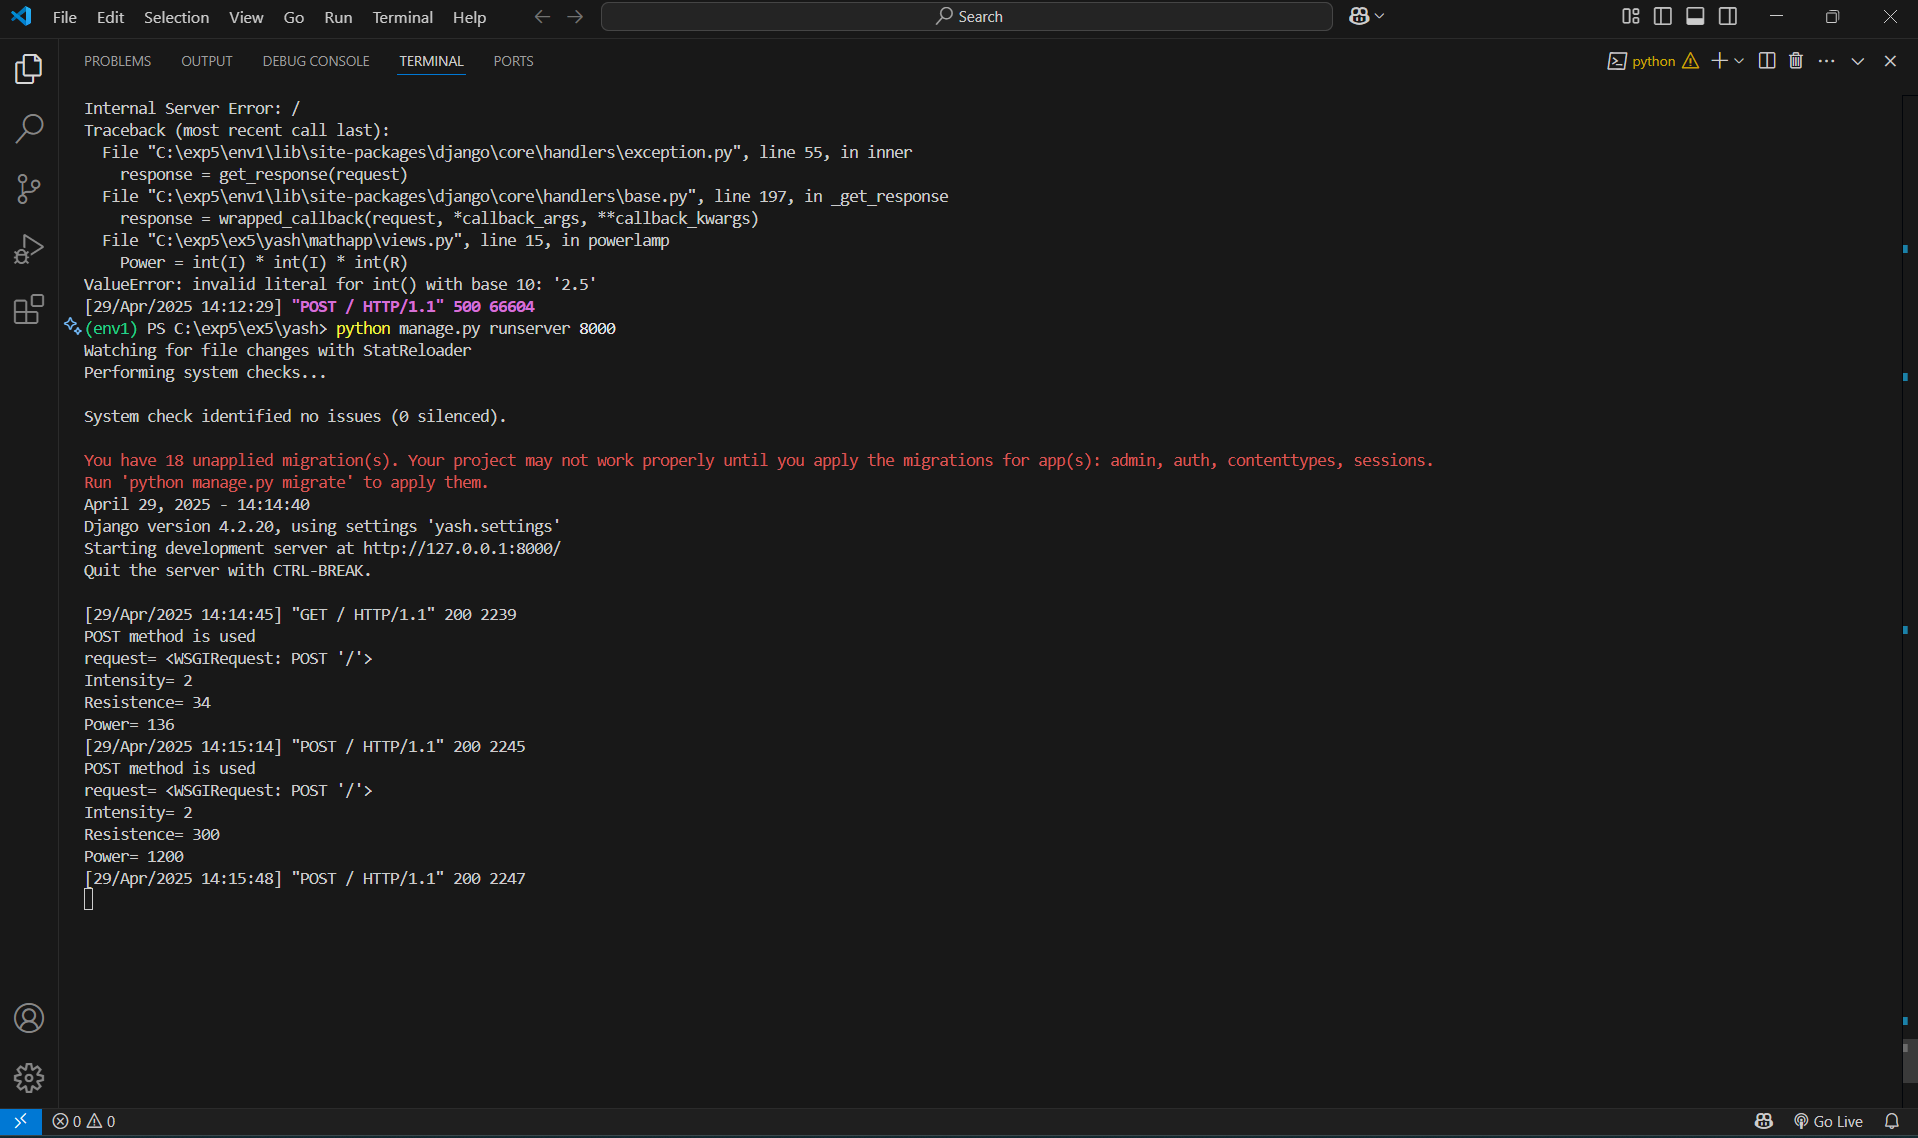 File Edit Selection View Go Run Terminal Help Search
PROBLEMS OUTPUT DEBUG CONSOLE TERMINAL PORTS python
Internal Server Error: /
Traceback (most recent call last):
  File "C:\exp5\env1\lib\site-packages\django\core\handlers\exception.py", line 55, in inner
    response = get_response(request)
  File "C:\exp5\env1\lib\site-packages\django\core\handlers\base.py", line 197, in _get_response
    response = wrapped_callback(request, *callback_args, **callback_kwargs)
  File "C:\exp5\ex5\yash\mathapp\views.py", line 15, in powerlamp
    Power = int(I) * int(I) * int(R)
ValueError: invalid literal for int() with base 10: '2.5'
[29/Apr/2025 14:12:29] "POST / HTTP/1.1" 500 66604
(env1) PS C:\exp5\ex5\yash> python manage.py runserver 8000
Watching for file changes with StatReloader
Performing system checks...
System check identified no issues (0 silenced).
You have 18 unapplied migration(s). Your project may not work properly until you apply the migrations for app(s): admin, auth, contenttypes, sessions.
Run 'python manage.py migrate' to apply them.
April 29, 2025 - 14:14:40
Django version 4.2.20, using settings 'yash.settings'
Starting development server at http://127.0.0.1:8000/
Quit the server with CTRL-BREAK.
[29/Apr/2025 14:14:45] "GET / HTTP/1.1" 200 2239
POST method is used
request= <WSGIRequest: POST '/'>
Intensity= 2
Resistence= 34
Power= 136
[29/Apr/2025 14:15:14] "POST / HTTP/1.1" 200 2245
POST method is used
request= <WSGIRequest: POST '/'>
Intensity= 2
Resistence= 300
Power= 1200
[29/Apr/2025 14:15:48] "POST / HTTP/1.1" 200 2247
0 0 Go Live